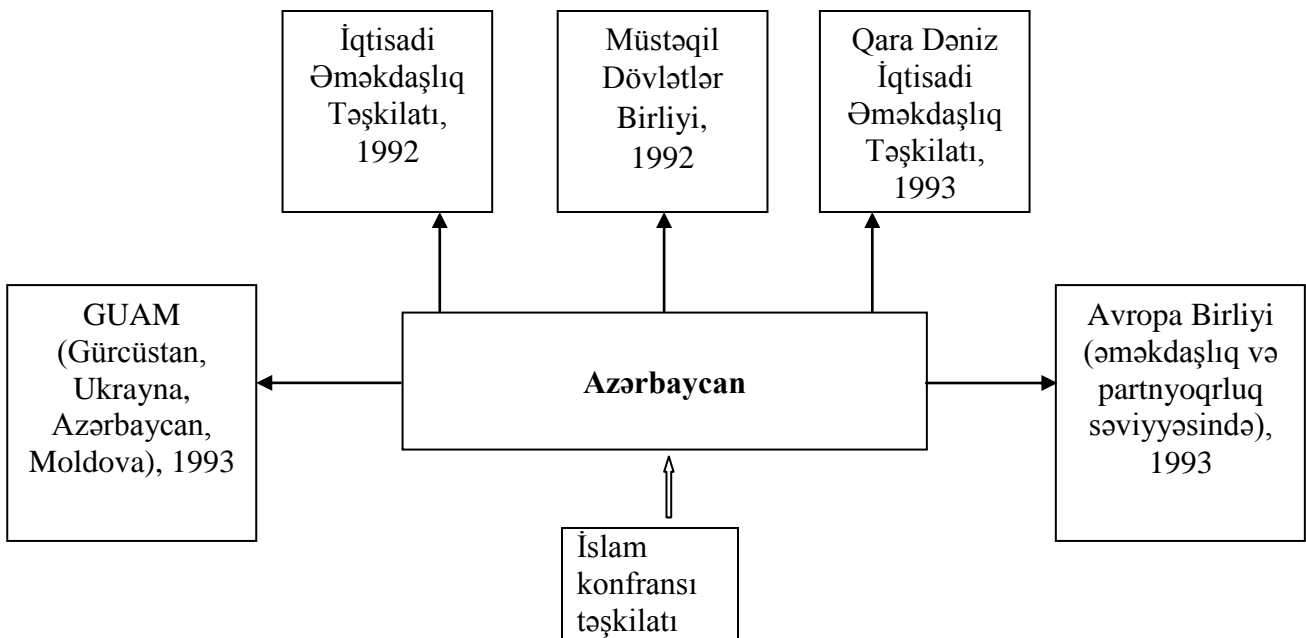 İqtisadi
Əməkdaşlıq
Təşkilatı,
1992
Müstəqil
Dövlətlər
Birliyi,
1992
Qara Dəniz
İqtisadi
Əməkdaşlıq
Təşkilatı,
1993
GUAM
(Gürcüstan,
Ukrayna,
Azərbaycan,
Moldova), 1993
Azərbaycan
Avropa Birliyi
(əməkdaşlıq və
partnyoqrluq
səviyyəsində),
1993
İslam
konfransı
təşkilatı